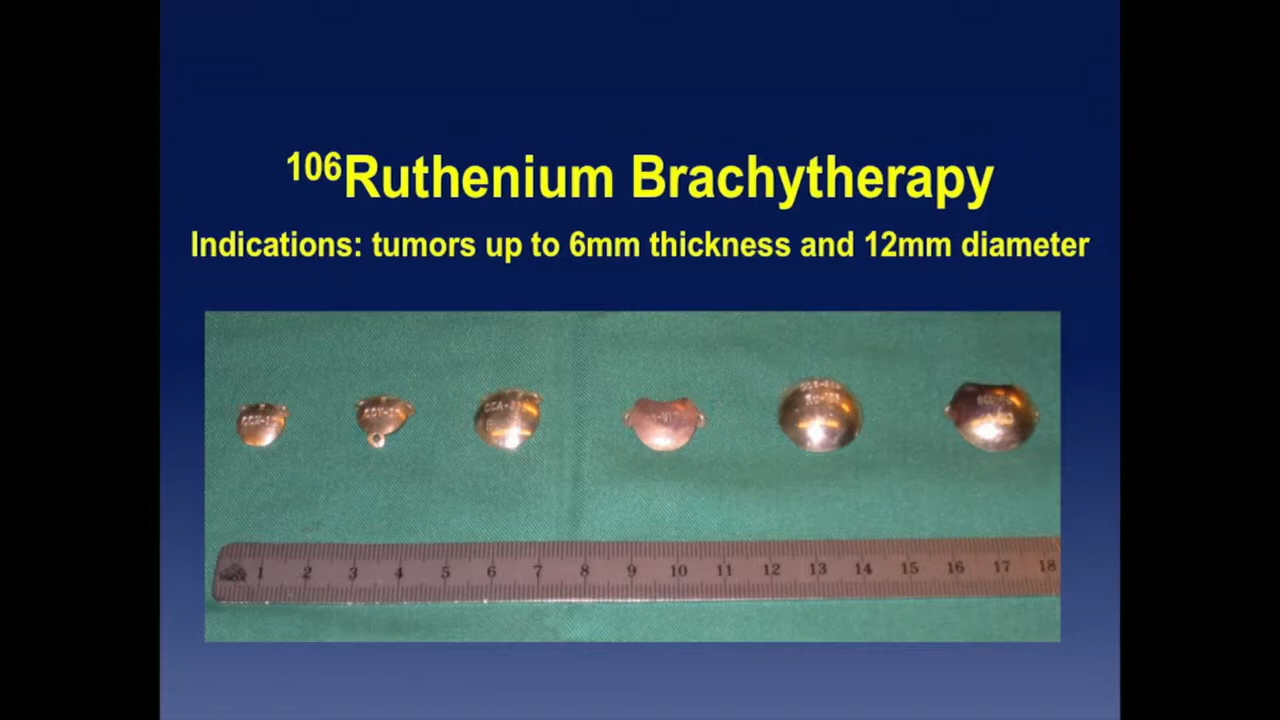 106Ruthenium Brachytherapy
Indications: tumors up to 6mm thickness and 12mm diameter
1 2 3 4 5 6 7 8 9 10 11 12 13 14 15 16 17 18